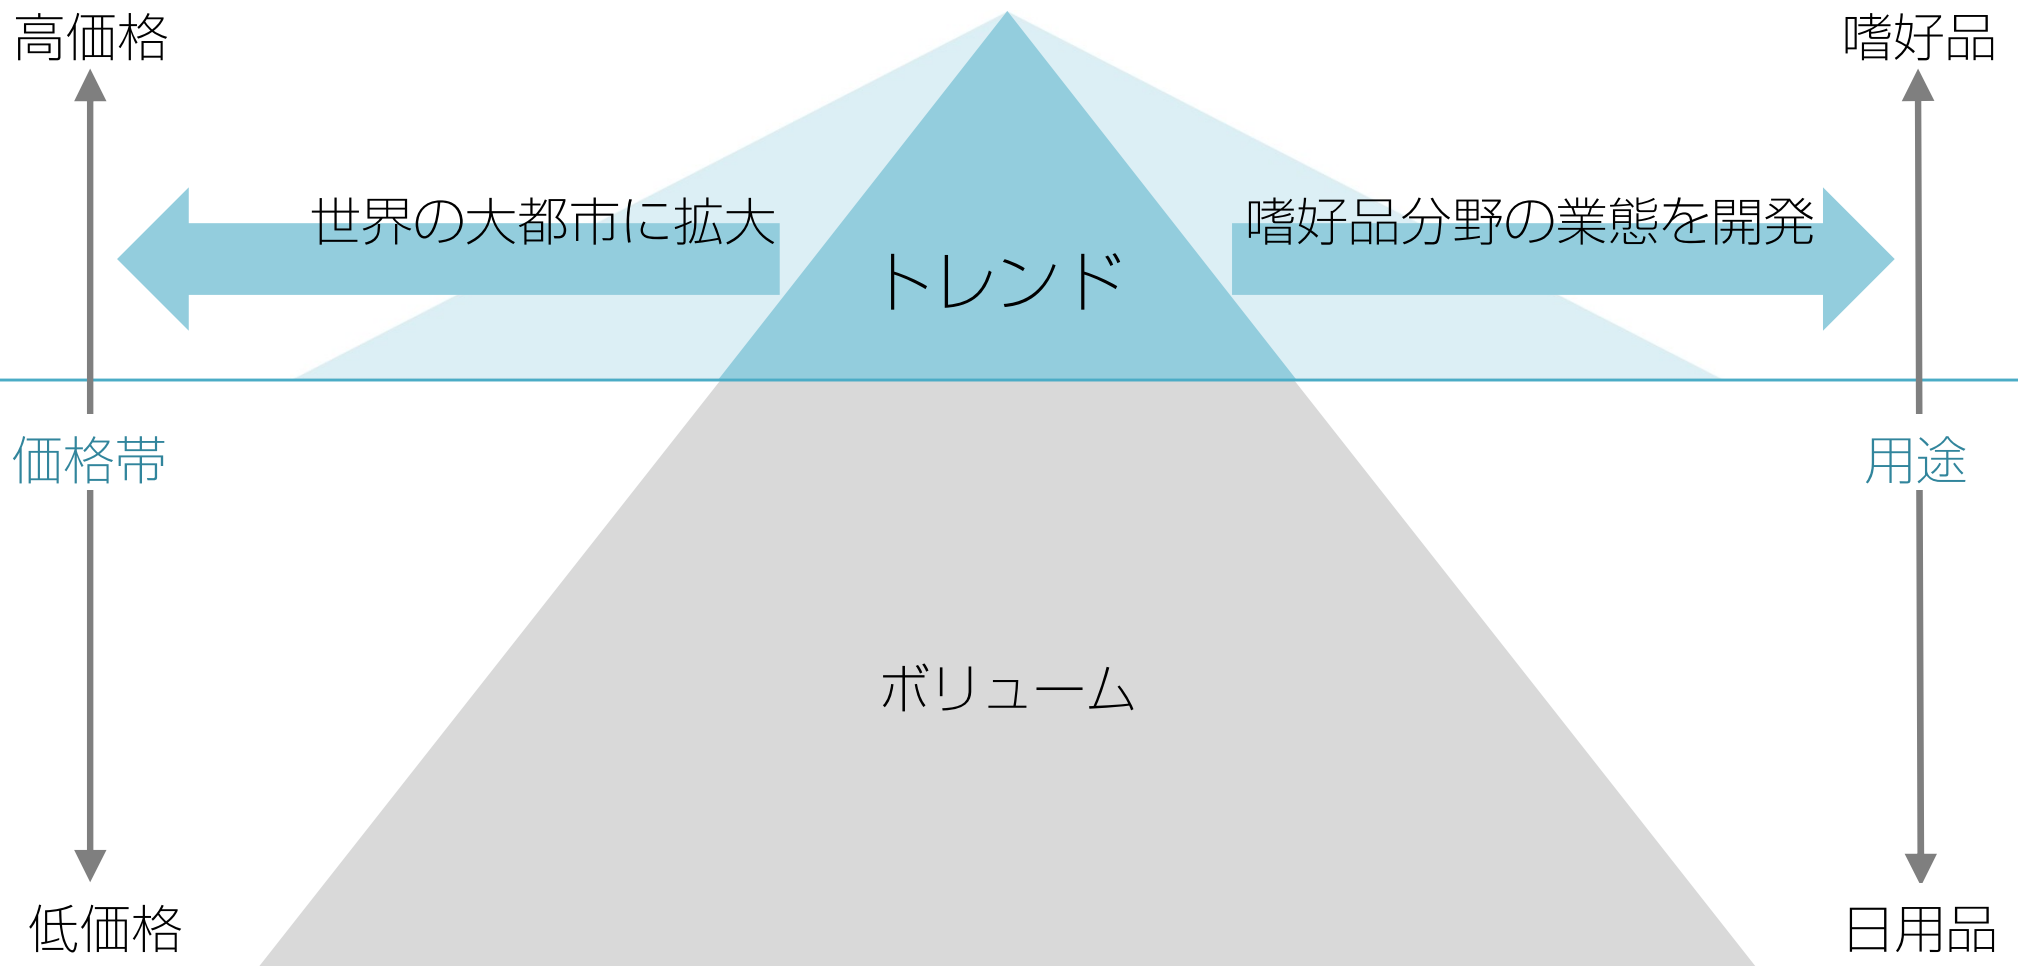 高価格
嗜好品
世界の大都市に拡大
嗜好品分野の業態を開発
トレンド
価格帯
用途
ボリューム
低価格
日用品